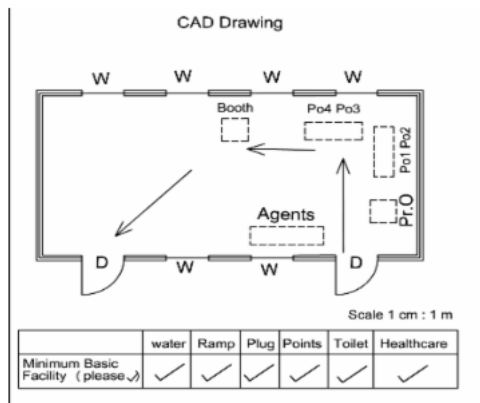 CAD Drawing
W W W W
Booth Po4 Po3
Po1 Po2
Pr.O
Agents
D W W D
Scale 1 cm : 1 m
water Ramp Plug Points Toilet Healthcare
Minimum Basic
Facility (please ✓) ✓ ✓ ✓ ✓ ✓ ✓